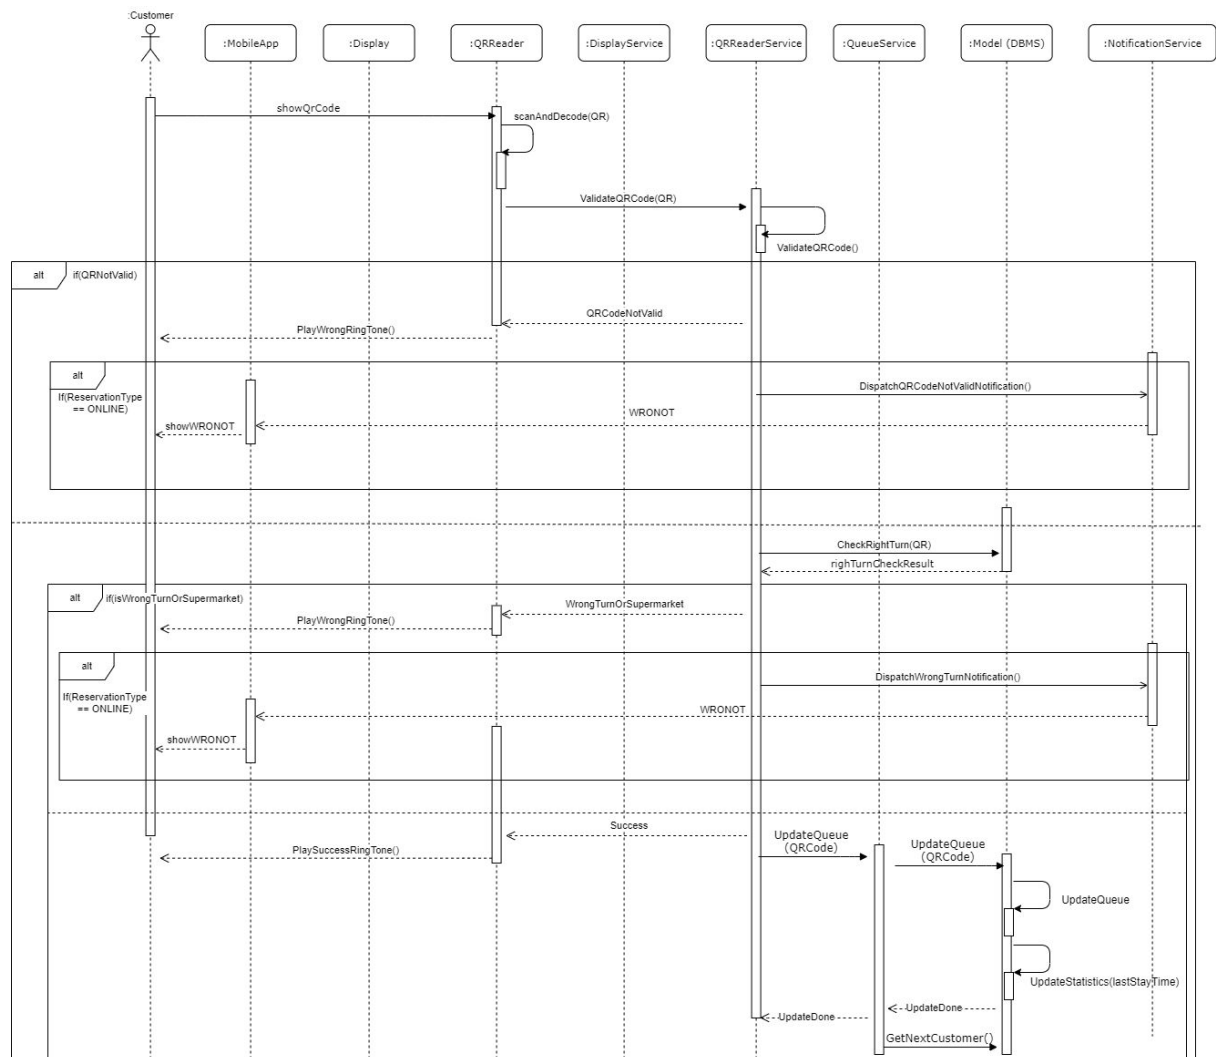 :Customer
:MobileApp
:Display
:QRReader
:DisplayService
:QRReaderService
:QueueService
:Model (DBMS)
:NotificationService
showQrCode
scanAndDecode(QR)
ValidateQRCode(QR)
ValidateQRCode()
alt
if(QRNotValid)
QRCodeNotValid
PlayWrongRingTone()
alt
If(ReservationType
== ONLINE)
DispatchQRCodeNotValidNotification()
WRONOT
showWRONOT
CheckRightTurn(QR)
righTurnCheckResult
alt
if(isWrongTurnOrSupermarket)
WrongTurnOrSupermarket
PlayWrongRingTone()
alt
If(ReservationType
== ONLINE)
DispatchWrongTurnNotification()
WRONOT
showWRONOT
Success
PlaySuccessRingTone()
UpdateQueue
(QRCode)
UpdateQueue
(QRCode)
UpdateQueue
UpdateStatistics(lastStayTime)
UpdateDone
UpdateDone
GetNextCustomer()